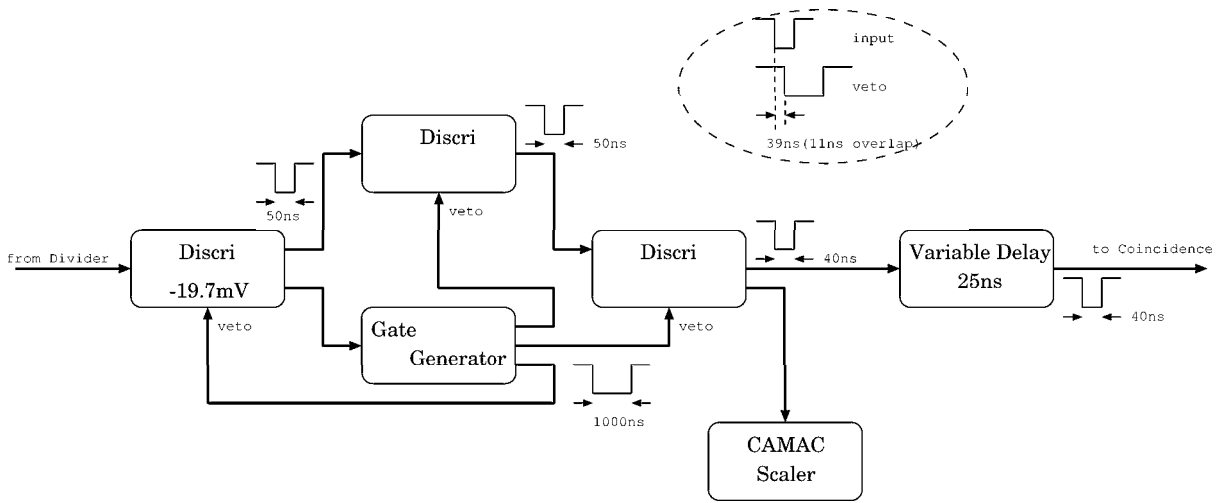 input
veto
39ns(11ns overlap)
Discri
50ns
50ns
veto
from Divider
Discri
-19.7mV
veto
Gate
Generator
1000ns
Discri
veto
40ns
Variable Delay
25ns
to Coincidence
40ns
CAMAC
Scaler